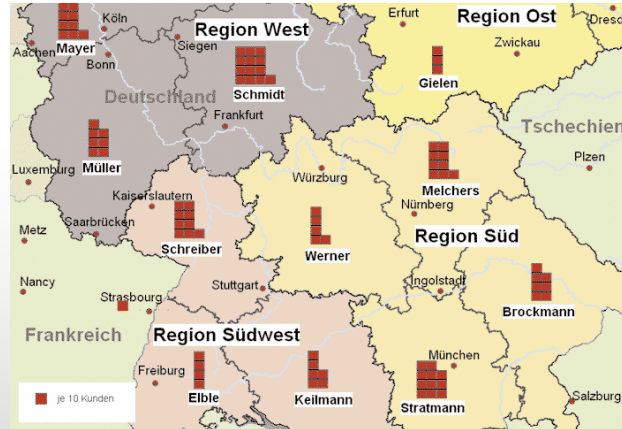 Köln
Erfurt
Region Ost
Dresd
Mayer
Siegen
Region West
Aachen
Bonn
Zwickau
Gielen
Schmidt
Deutschland
Frankfurt
Tschechien
Müller
Luxemburg
Würzburg
Plzen
Melchers
Kaiserslautern
Nürnberg
Saarbrücken
Schreiber
Werner
Region Süd
Metz
Nancy
Stuttgart
Ingolstadt
Strasbourg
Brockmann
Frankreich
Region Südwest
München
Freiburg
Elble
Keilmann
Stratmann
Salzburg
je 10 Kunden